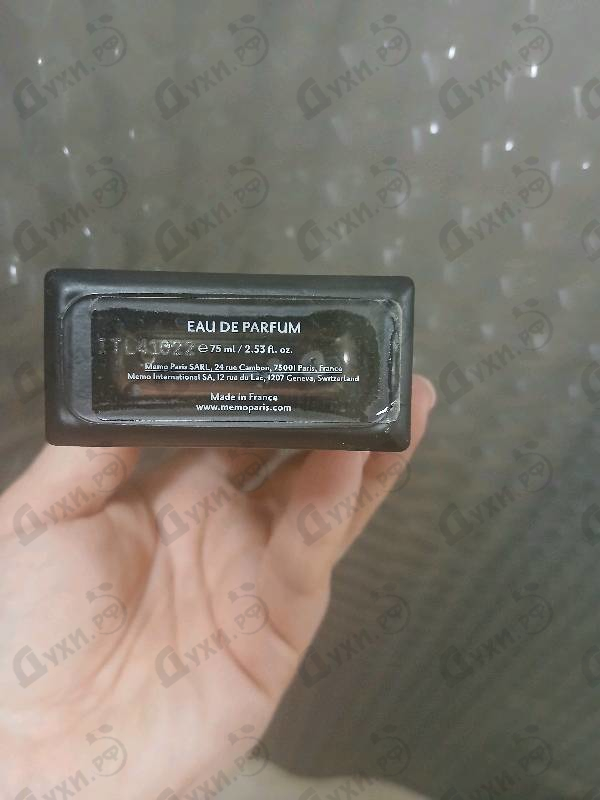 EAU DE PARFUM
ITL41022 e 75 ml / 2.53 fl. oz.
Memo Paris SARL, 24 rue Cambon, 75001 Paris, France
Memo International SA, 12 rue du Lac, 1207 Geneva, Switzerland
Made in France
www.memoparis.com
Духи.рф